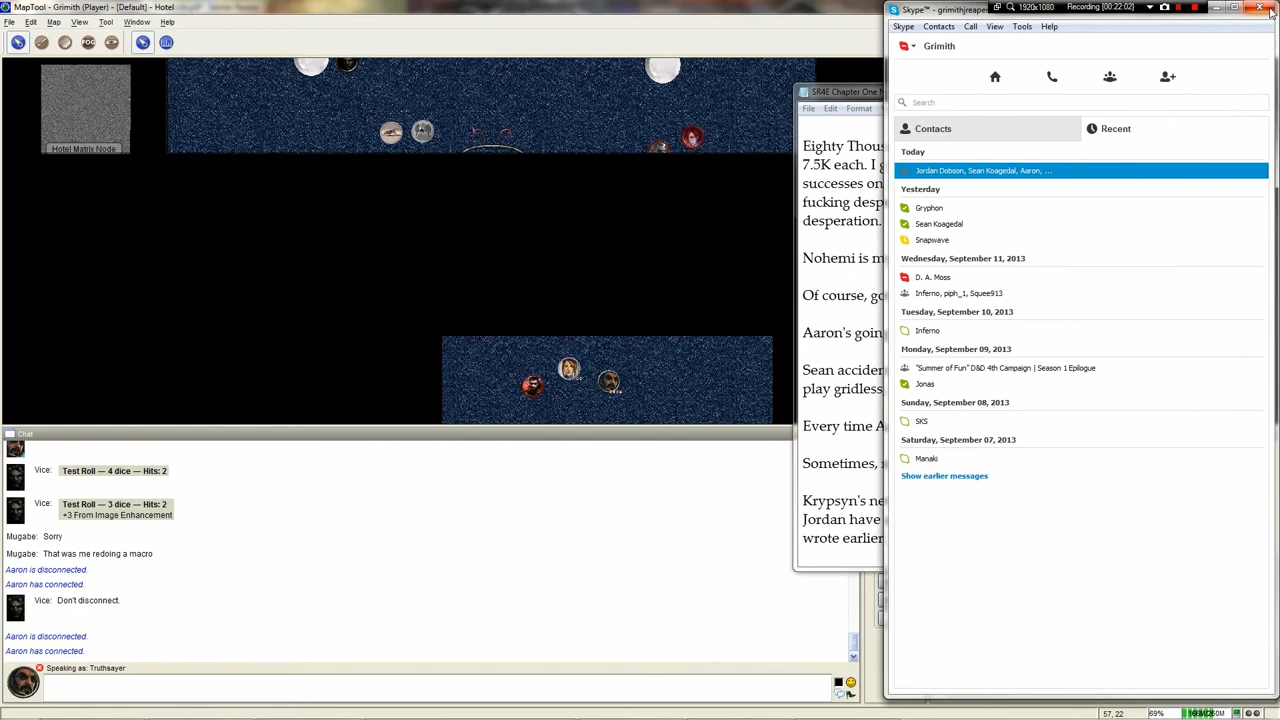 MapTool - Grimith (Player) - [Default] - Hotel
File Edit Map View Tool Window Help
Hotel Matrix Node
Chat
Vice: Test Roll — 4 dice — Hits: 2
Vice: Test Roll — 3 dice — Hits: 2
+3 From Image Enhancement
Mugabe: Sorry
Mugabe: That was me redoing a macro
Aaron is disconnected.
Aaron has connected.
Vice: Don't disconnect.
Aaron is disconnected.
Aaron has connected.
Speaking as: Truthsayer
SR4E Chapter One
File Edit Format
Eighty Thous
7.5K each. I g
successes on
fucking desp
desperation.
Nohemi is m
Of course, go
Aaron's goin
Sean acciden
play gridless
Every time A
Sometimes,
Krypsyn's ne
Jordan have
wrote earlier
Skype™ - grimithjreaper
1920x1080
Recording [00:22:02]
Skype Contacts Call View Tools Help
Grimith
Search
Contacts
Recent
Today
Jordan Dobson, Sean Koagedal, Aaron, ...
Yesterday
Gryphon
Sean Koagedal
Snapwave
Wednesday, September 11, 2013
D. A. Moss
Inferno, piph_1, Squee913
Tuesday, September 10, 2013
Inferno
Monday, September 09, 2013
"Summer of Fun" D&D 4th Campaign | Season 1 Epilogue
Jonas
Sunday, September 08, 2013
SKS
Saturday, September 07, 2013
Manaki
Show earlier messages
57, 22
69%